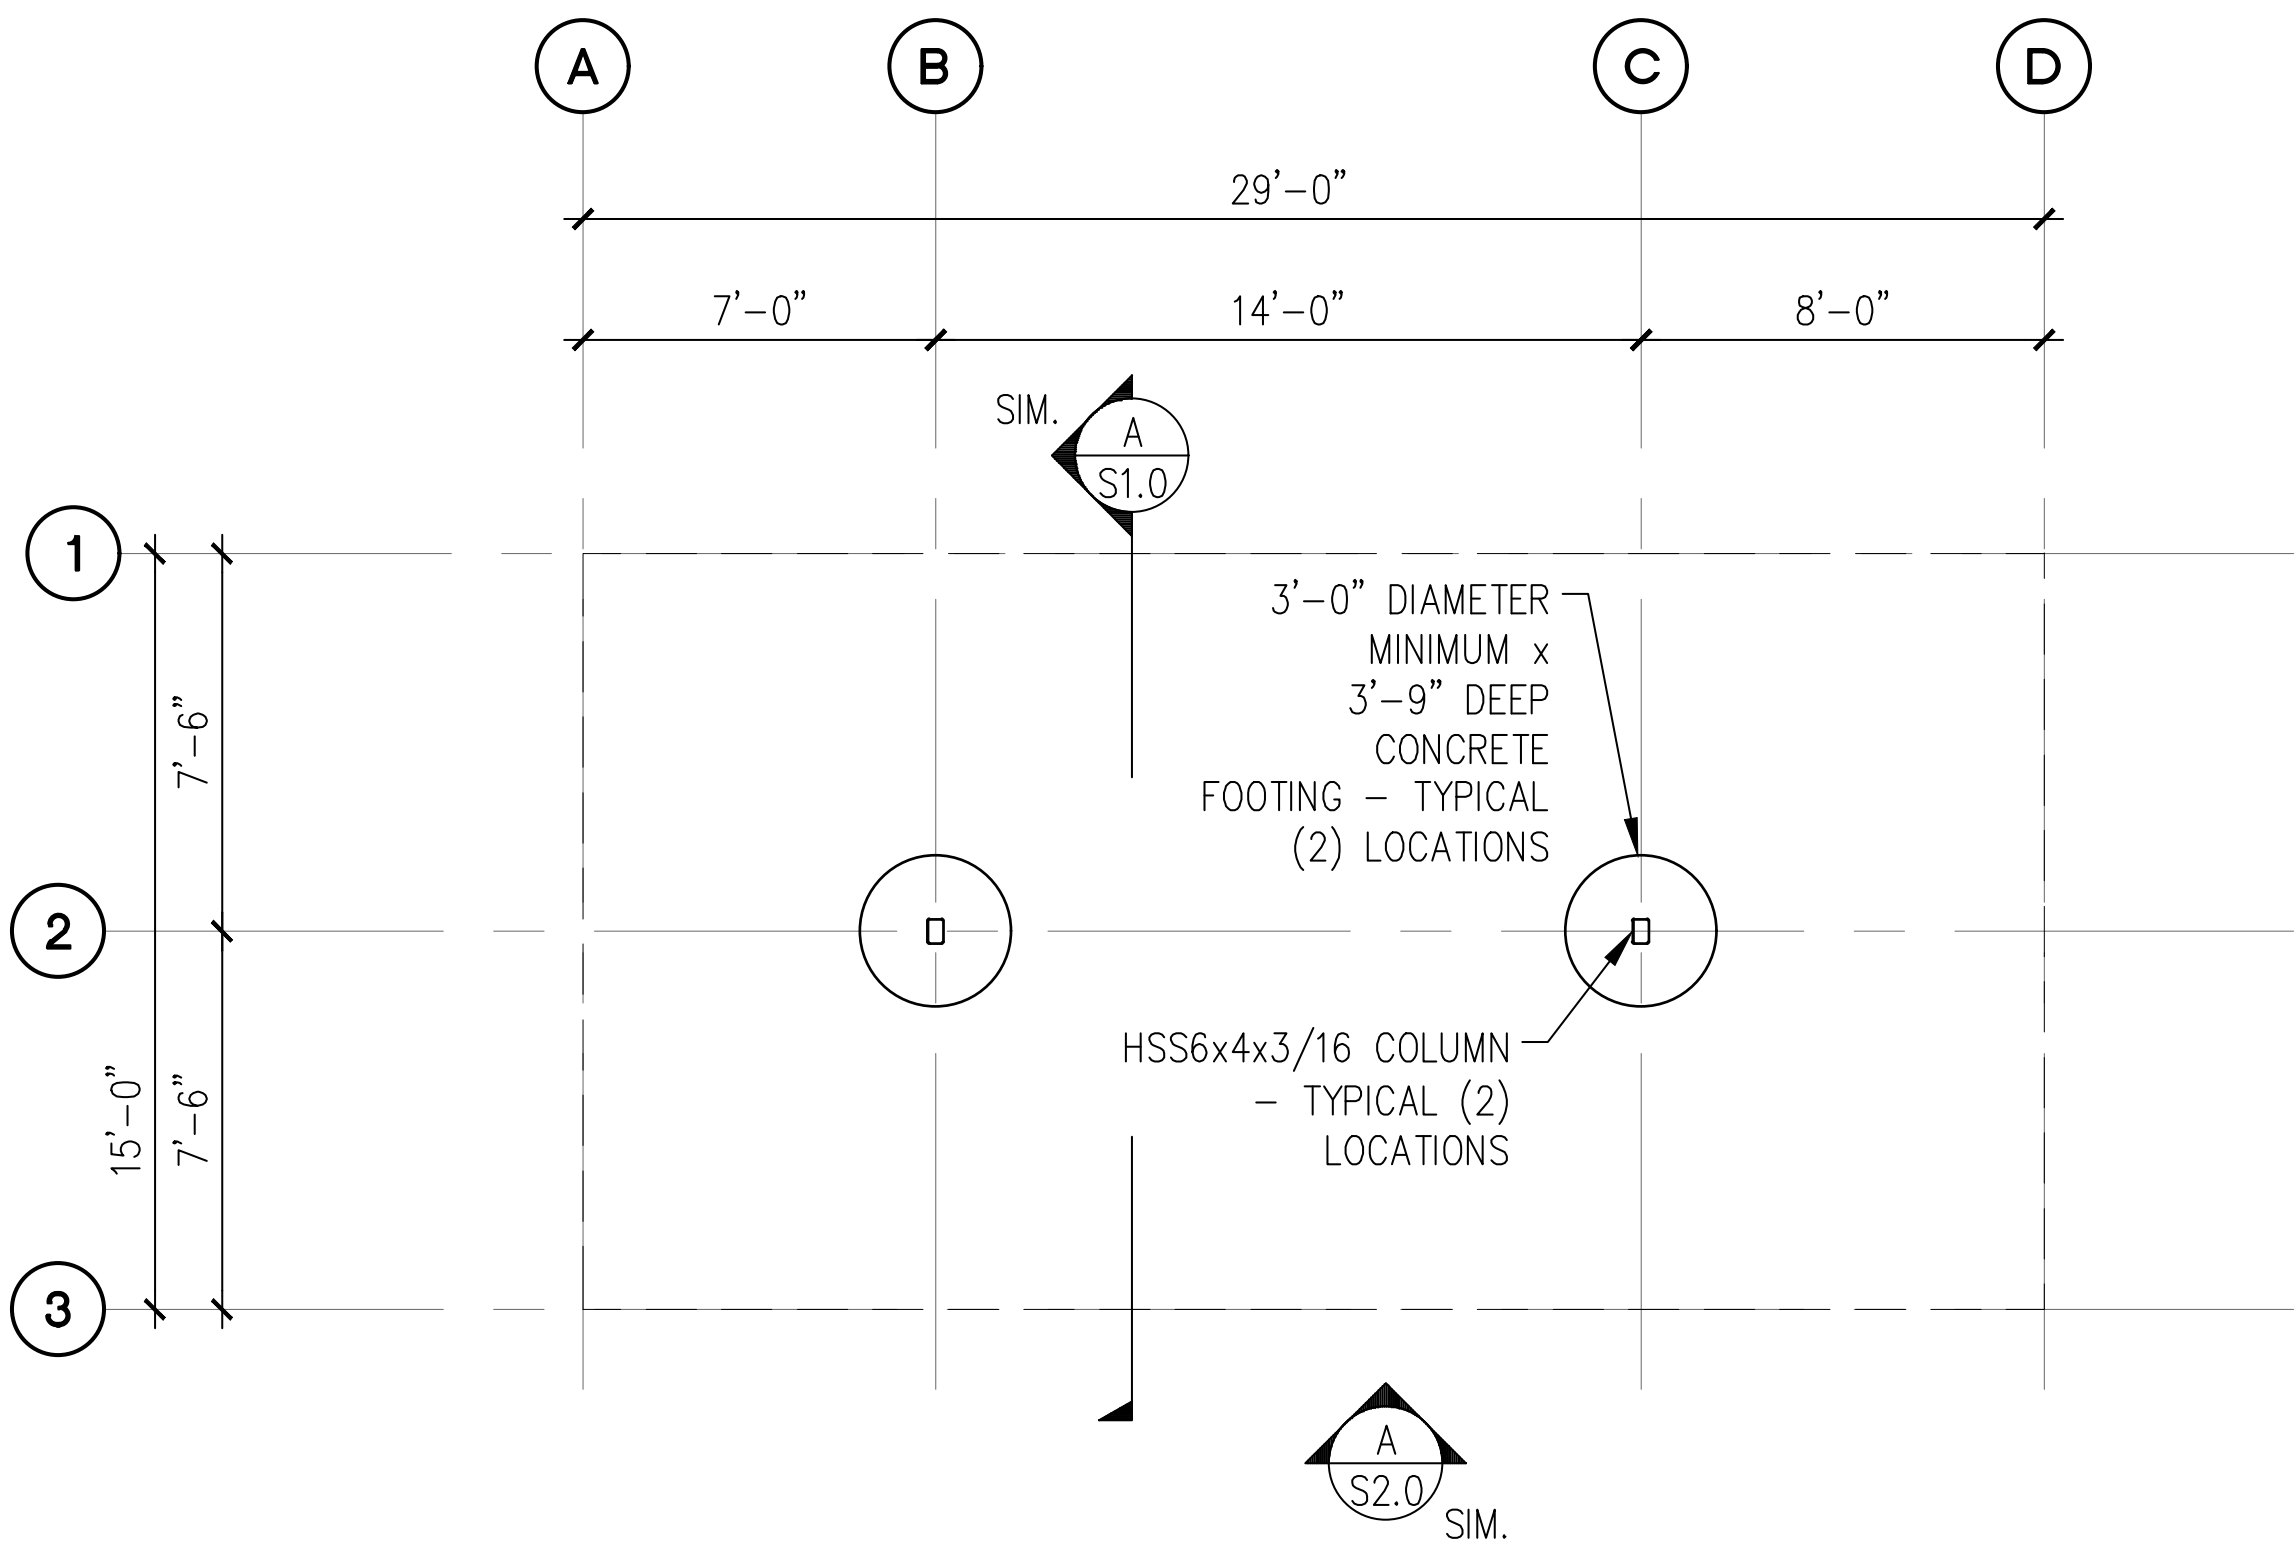 A B C D
29'-0"
7'-0" 14'-0" 8'-0"
SIM.
A
S1.0
1
3'-0" DIAMETER
MINIMUM x
3'-9" DEEP
CONCRETE
FOOTING - TYPICAL
(2) LOCATIONS
7'-6"
2
HSS6x4x3/16 COLUMN
- TYPICAL (2)
LOCATIONS
15'-0"
7'-6"
3
A
S2.0
SIM.